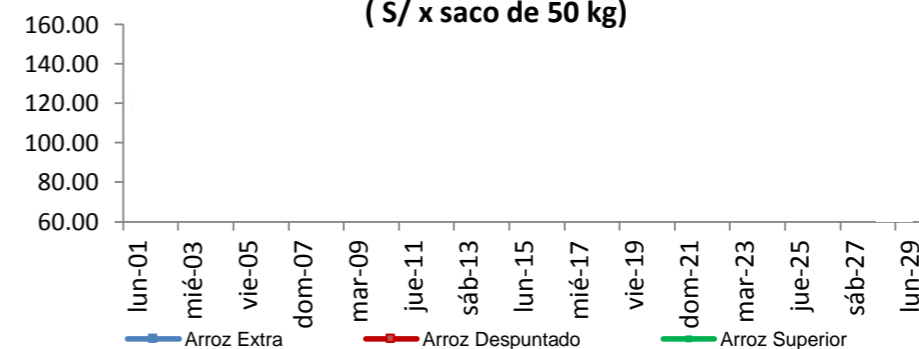 ( S/ x saco de 50 kg)
160.00
140.00
120.00
100.00
80.00
60.00
lun-01
mié-03
vie-05
dom-07
mar-09
jue-11
sáb-13
lun-15
mié-17
vie-19
dom-21
mar-23
jue-25
sáb-27
lun-29
Arroz Extra
Arroz Despuntado
Arroz Superior